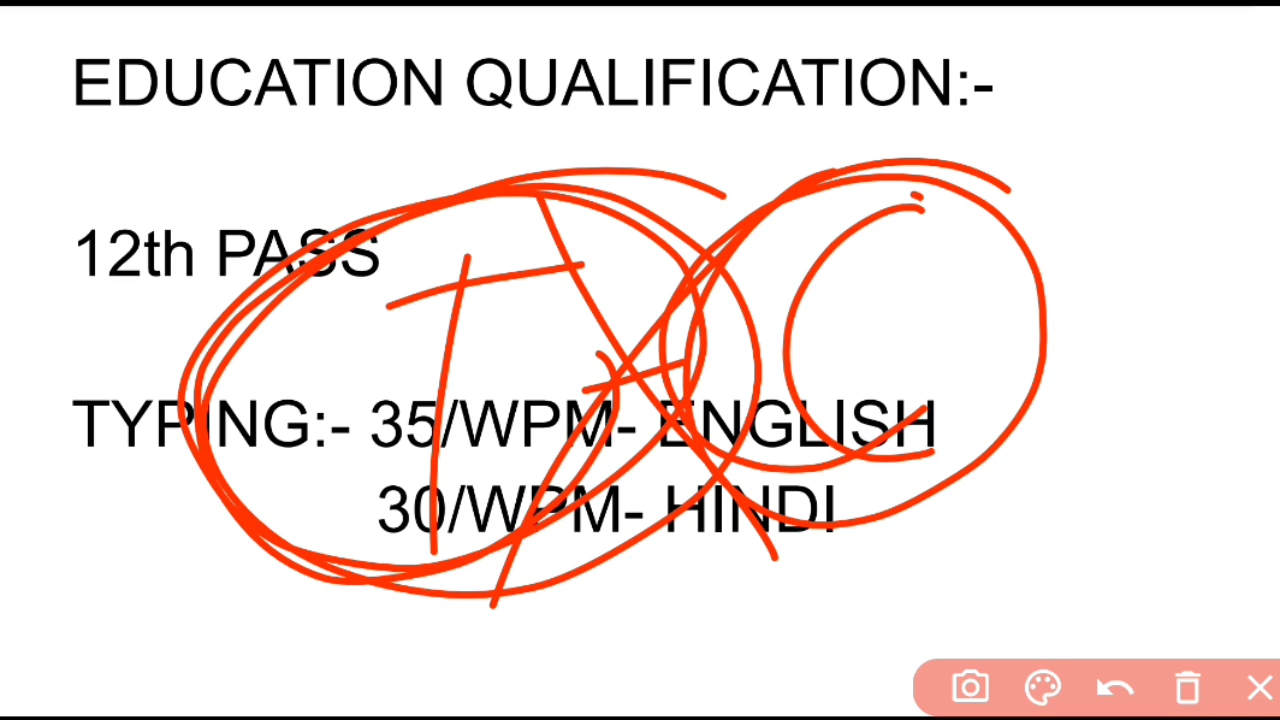 EDUCATION QUALIFICATION:-
12th PASS
TYPING:- 35/WPM- ENGLISH
30/WPM- HINDI